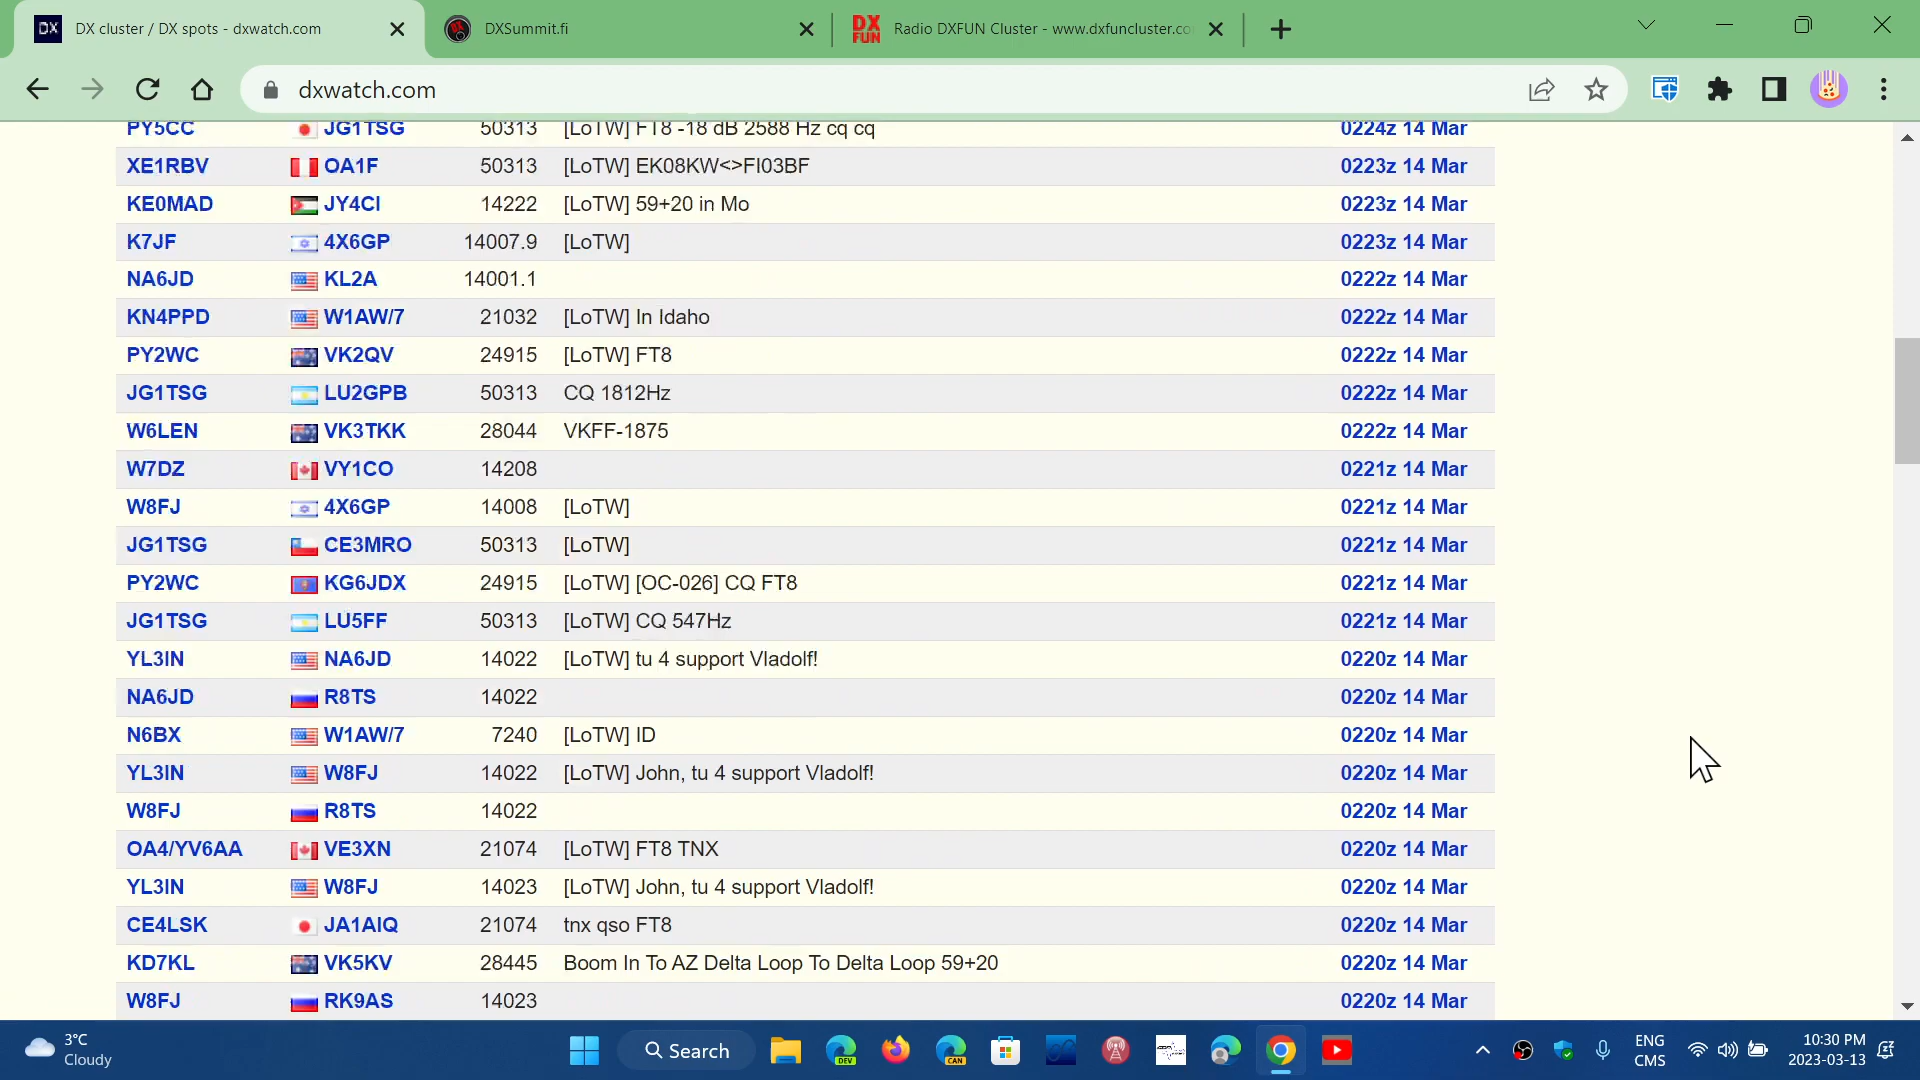 DX cluster / DX spots - dxwatch.com
DXSummit.fi
DX FUN Radio DXFUN Cluster - www.dxfuncluster.co
dxwatch.com
PY5CC JG1TSG 50313 [LoTW] FT8 -18 dB 2588 Hz cq cq 0224z 14 Mar
XE1RBV OA1F 50313 [LoTW] EK08KW<>FI03BF 0223z 14 Mar
KE0MAD JY4CI 14222 [LoTW] 59+20 in Mo 0223z 14 Mar
K7JF 4X6GP 14007.9 [LoTW] 0223z 14 Mar
NA6JD KL2A 14001.1 0222z 14 Mar
KN4PPD W1AW/7 21032 [LoTW] In Idaho 0222z 14 Mar
PY2WC VK2QV 24915 [LoTW] FT8 0222z 14 Mar
JG1TSG LU2GPB 50313 CQ 1812Hz 0222z 14 Mar
W6LEN VK3TKK 28044 VKFF-1875 0222z 14 Mar
W7DZ VY1CO 14208 0221z 14 Mar
W8FJ 4X6GP 14008 [LoTW] 0221z 14 Mar
JG1TSG CE3MRO 50313 [LoTW] 0221z 14 Mar
PY2WC KG6JDX 24915 [LoTW] [OC-026] CQ FT8 0221z 14 Mar
JG1TSG LU5FF 50313 [LoTW] CQ 547Hz 0221z 14 Mar
YL3IN NA6JD 14022 [LoTW] tu 4 support Vladolf! 0220z 14 Mar
NA6JD R8TS 14022 0220z 14 Mar
N6BX W1AW/7 7240 [LoTW] ID 0220z 14 Mar
YL3IN W8FJ 14022 [LoTW] John, tu 4 support Vladolf! 0220z 14 Mar
W8FJ R8TS 14022 0220z 14 Mar
OA4/YV6AA VE3XN 21074 [LoTW] FT8 TNX 0220z 14 Mar
YL3IN W8FJ 14023 [LoTW] John, tu 4 support Vladolf! 0220z 14 Mar
CE4LSK JA1AIQ 21074 tnx qso FT8 0220z 14 Mar
KD7KL VK5KV 28445 Boom In To AZ Delta Loop To Delta Loop 59+20 0220z 14 Mar
W8FJ RK9AS 14023 0220z 14 Mar
3°C
Cloudy
Search
DEV
CAN
ENG
CMS
10:30 PM
2023-03-13